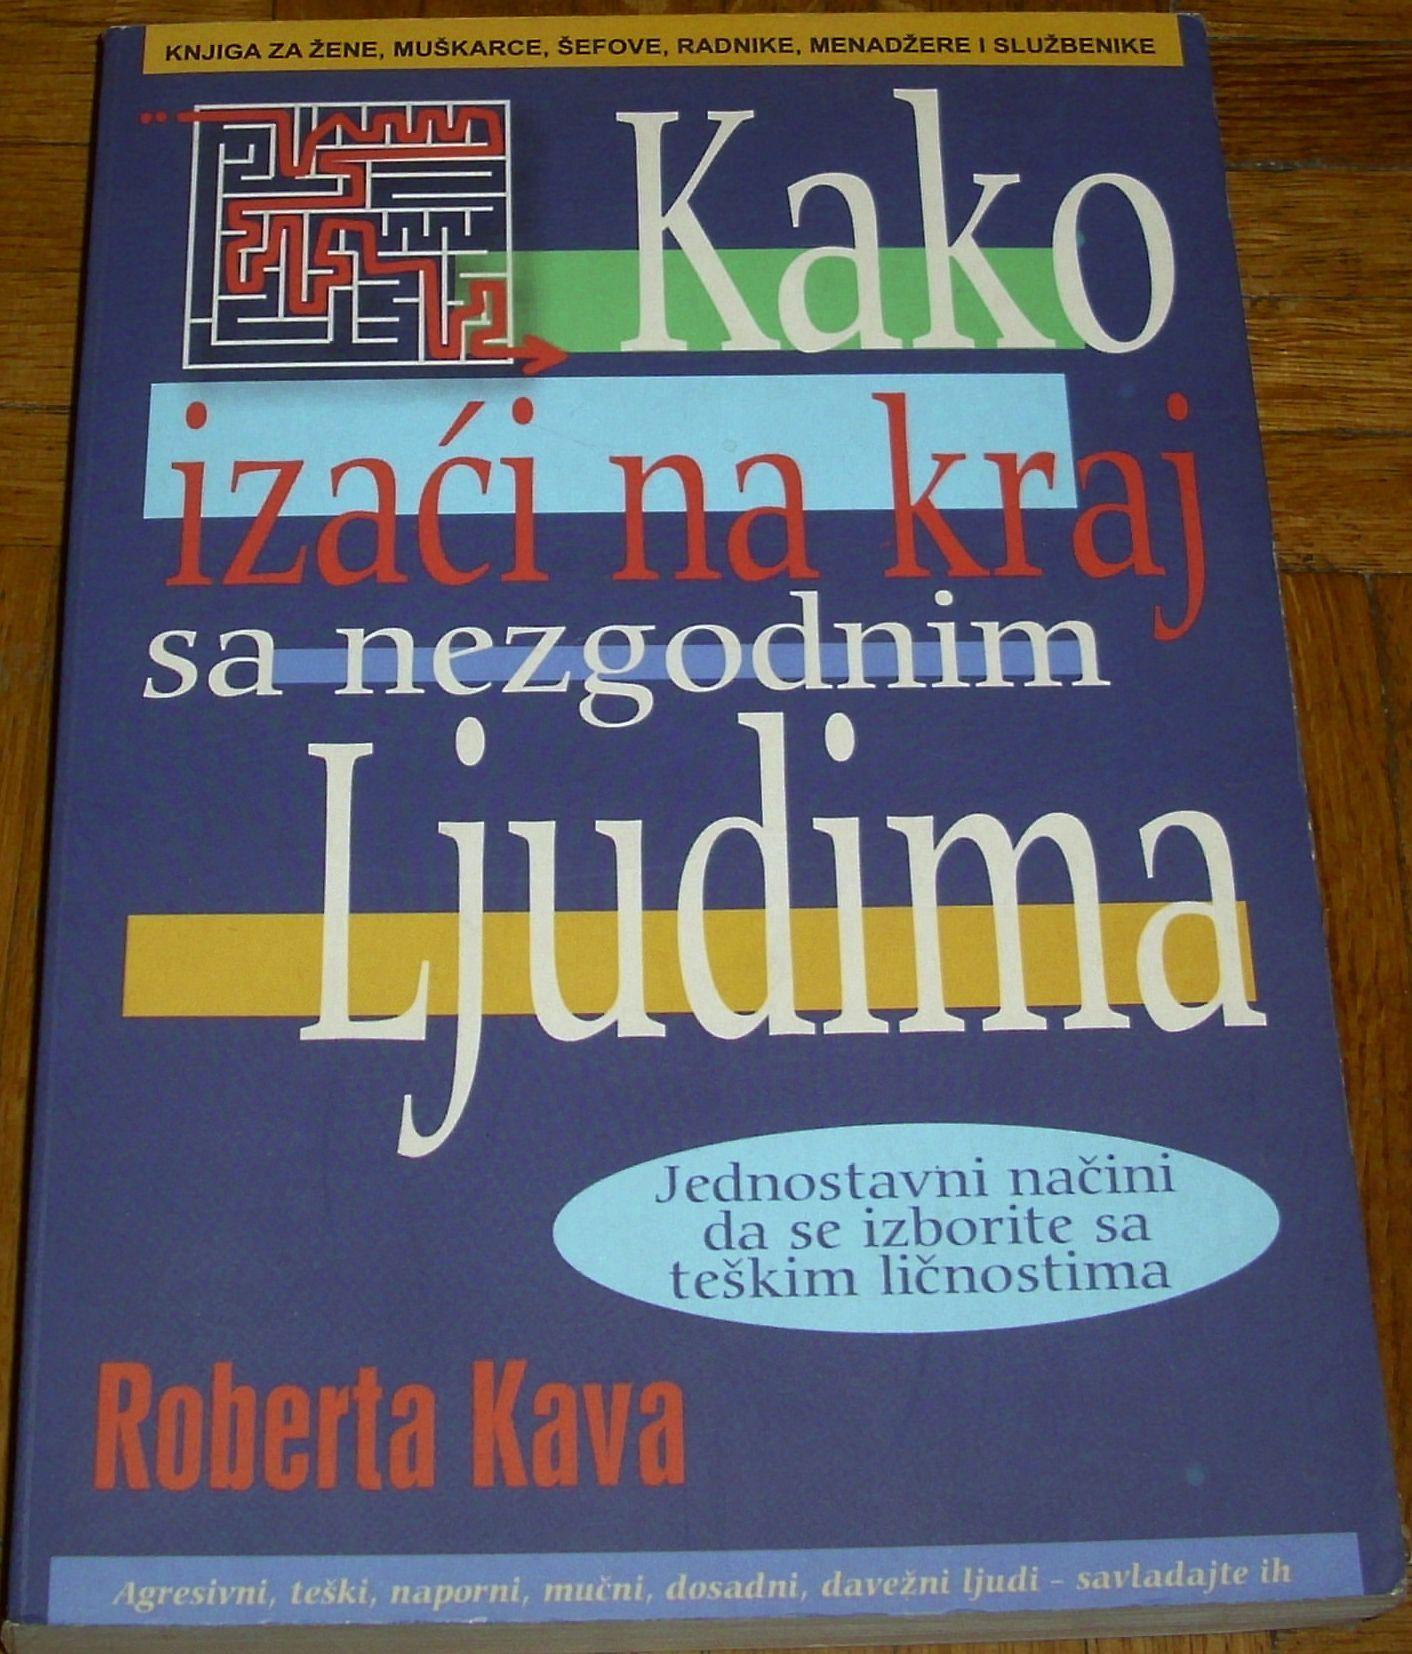 KNJIGA ZA ŽENE, MUŠKARCE, ŠEFOVE, RADNIKE, MENADŽERE I SLUŽBENIKE
Kako
izaći na kraj
sa nezgodnim
Ljudima
Jednostavni načini
da se izborite sa
teškim ličnostima
Roberta Kava
Agresivni, teški, naporni, mučni, dosadni, davežni ljudi - savladajte ih